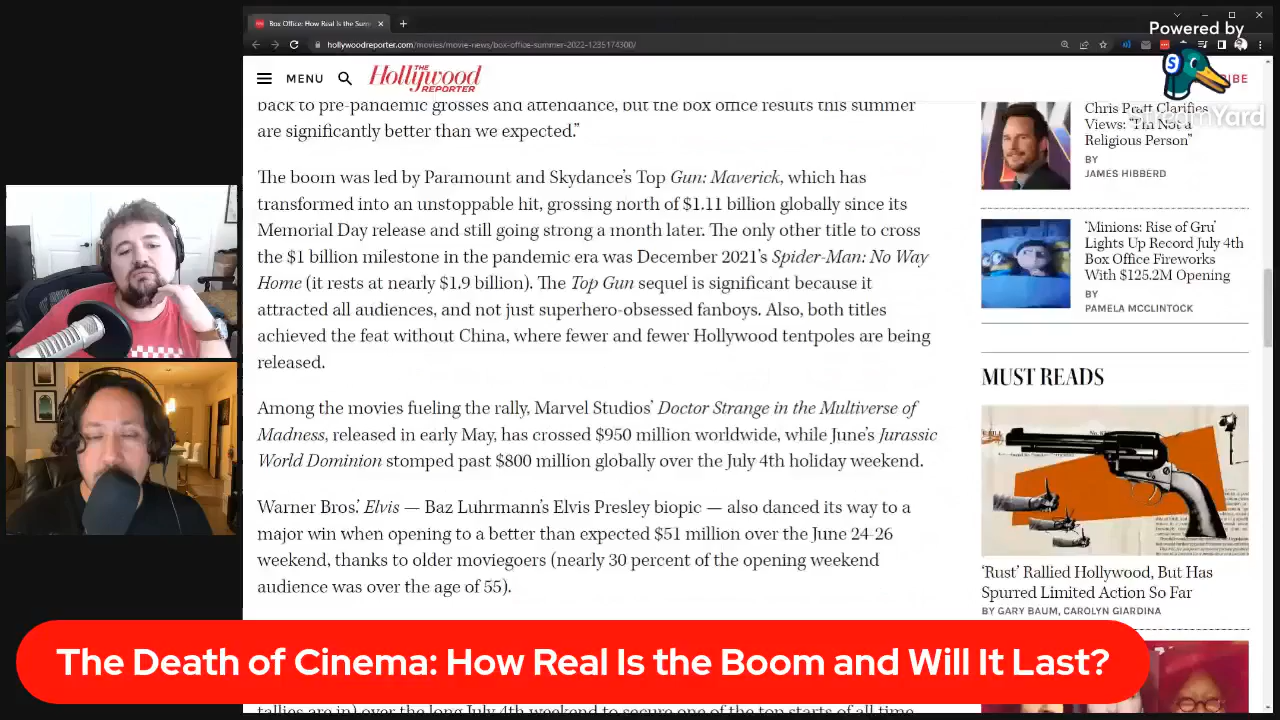 Box Office: How Real Is the Sum
hollywoodreporter.com/movies/movie-news/box-office-summer-2022-1235174300/
Powered by
StreamYard
MENU
THE
Hollywood
REPORTER
back to pre-pandemic grosses and attendance, but the box office results this summer
are significantly better than we expected.”
The boom was led by Paramount and Skydance’s Top Gun: Maverick, which has
transformed into an unstoppable hit, grossing north of $1.11 billion globally since its
Memorial Day release and still going strong a month later. The only other title to cross
the $1 billion milestone in the pandemic era was December 2021’s Spider-Man: No Way
Home (it rests at nearly $1.9 billion). The Top Gun sequel is significant because it
attracted all audiences, and not just superhero-obsessed fanboys. Also, both titles
achieved the feat without China, where fewer and fewer Hollywood tentpoles are being
released.
Among the movies fueling the rally, Marvel Studios’ Doctor Strange in the Multiverse of
Madness, released in early May, has crossed $950 million worldwide, while June’s Jurassic
World Dominion stomped past $800 million globally over the July 4th holiday weekend.
Warner Bros.’ Elvis — Baz Luhrmann’s Elvis Presley biopic — also danced its way to a
major win when opening to a better than expected $51 million over the June 24-26
weekend, thanks to older moviegoers (nearly 30 percent of the opening weekend
audience was over the age of 55).
tallies are in) over the long July 4th weekend to secure one of the top starts of all time
Chris Pratt Clarifies
Views: “I’m Not a
Religious Person”
BY
JAMES HIBBERD
‘Minions: Rise of Gru’
Lights Up Record July 4th
Box Office Fireworks
With $125.2M Opening
BY
PAMELA MCCLINTOCK
MUST READS
‘Rust’ Rallied Hollywood, But Has
Spurred Limited Action So Far
BY GARY BAUM, CAROLYN GIARDINA
The Death of Cinema: How Real Is the Boom and Will It Last?